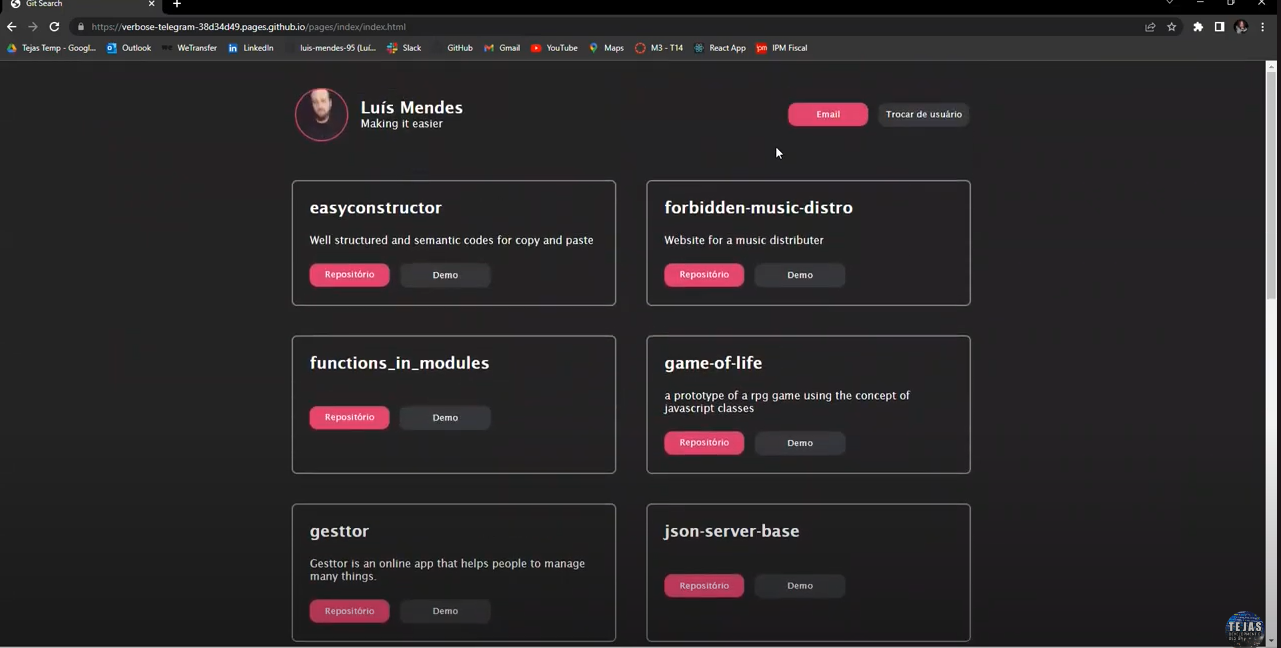 Git Search
https://verbose-telegram-38d34d49.pages.github.io/pages/index/index.html
Tejas Temp - Googl... Outlook WeTransfer LinkedIn luis-mendes-95 (Luí... Slack GitHub Gmail YouTube Maps M3 - T14 React App IPM Fiscal
Luís Mendes
Making it easier
Email Trocar de usuário
easyconstructor
Well structured and semantic codes for copy and paste
Repositório Demo
forbidden-music-distro
Website for a music distributer
Repositório Demo
functions_in_modules
Repositório Demo
game-of-life
a prototype of a rpg game using the concept of
javascript classes
Repositório Demo
gesttor
Gesttor is an online app that helps people to manage
many things.
Repositório Demo
json-server-base
Repositório Demo
TEJAS